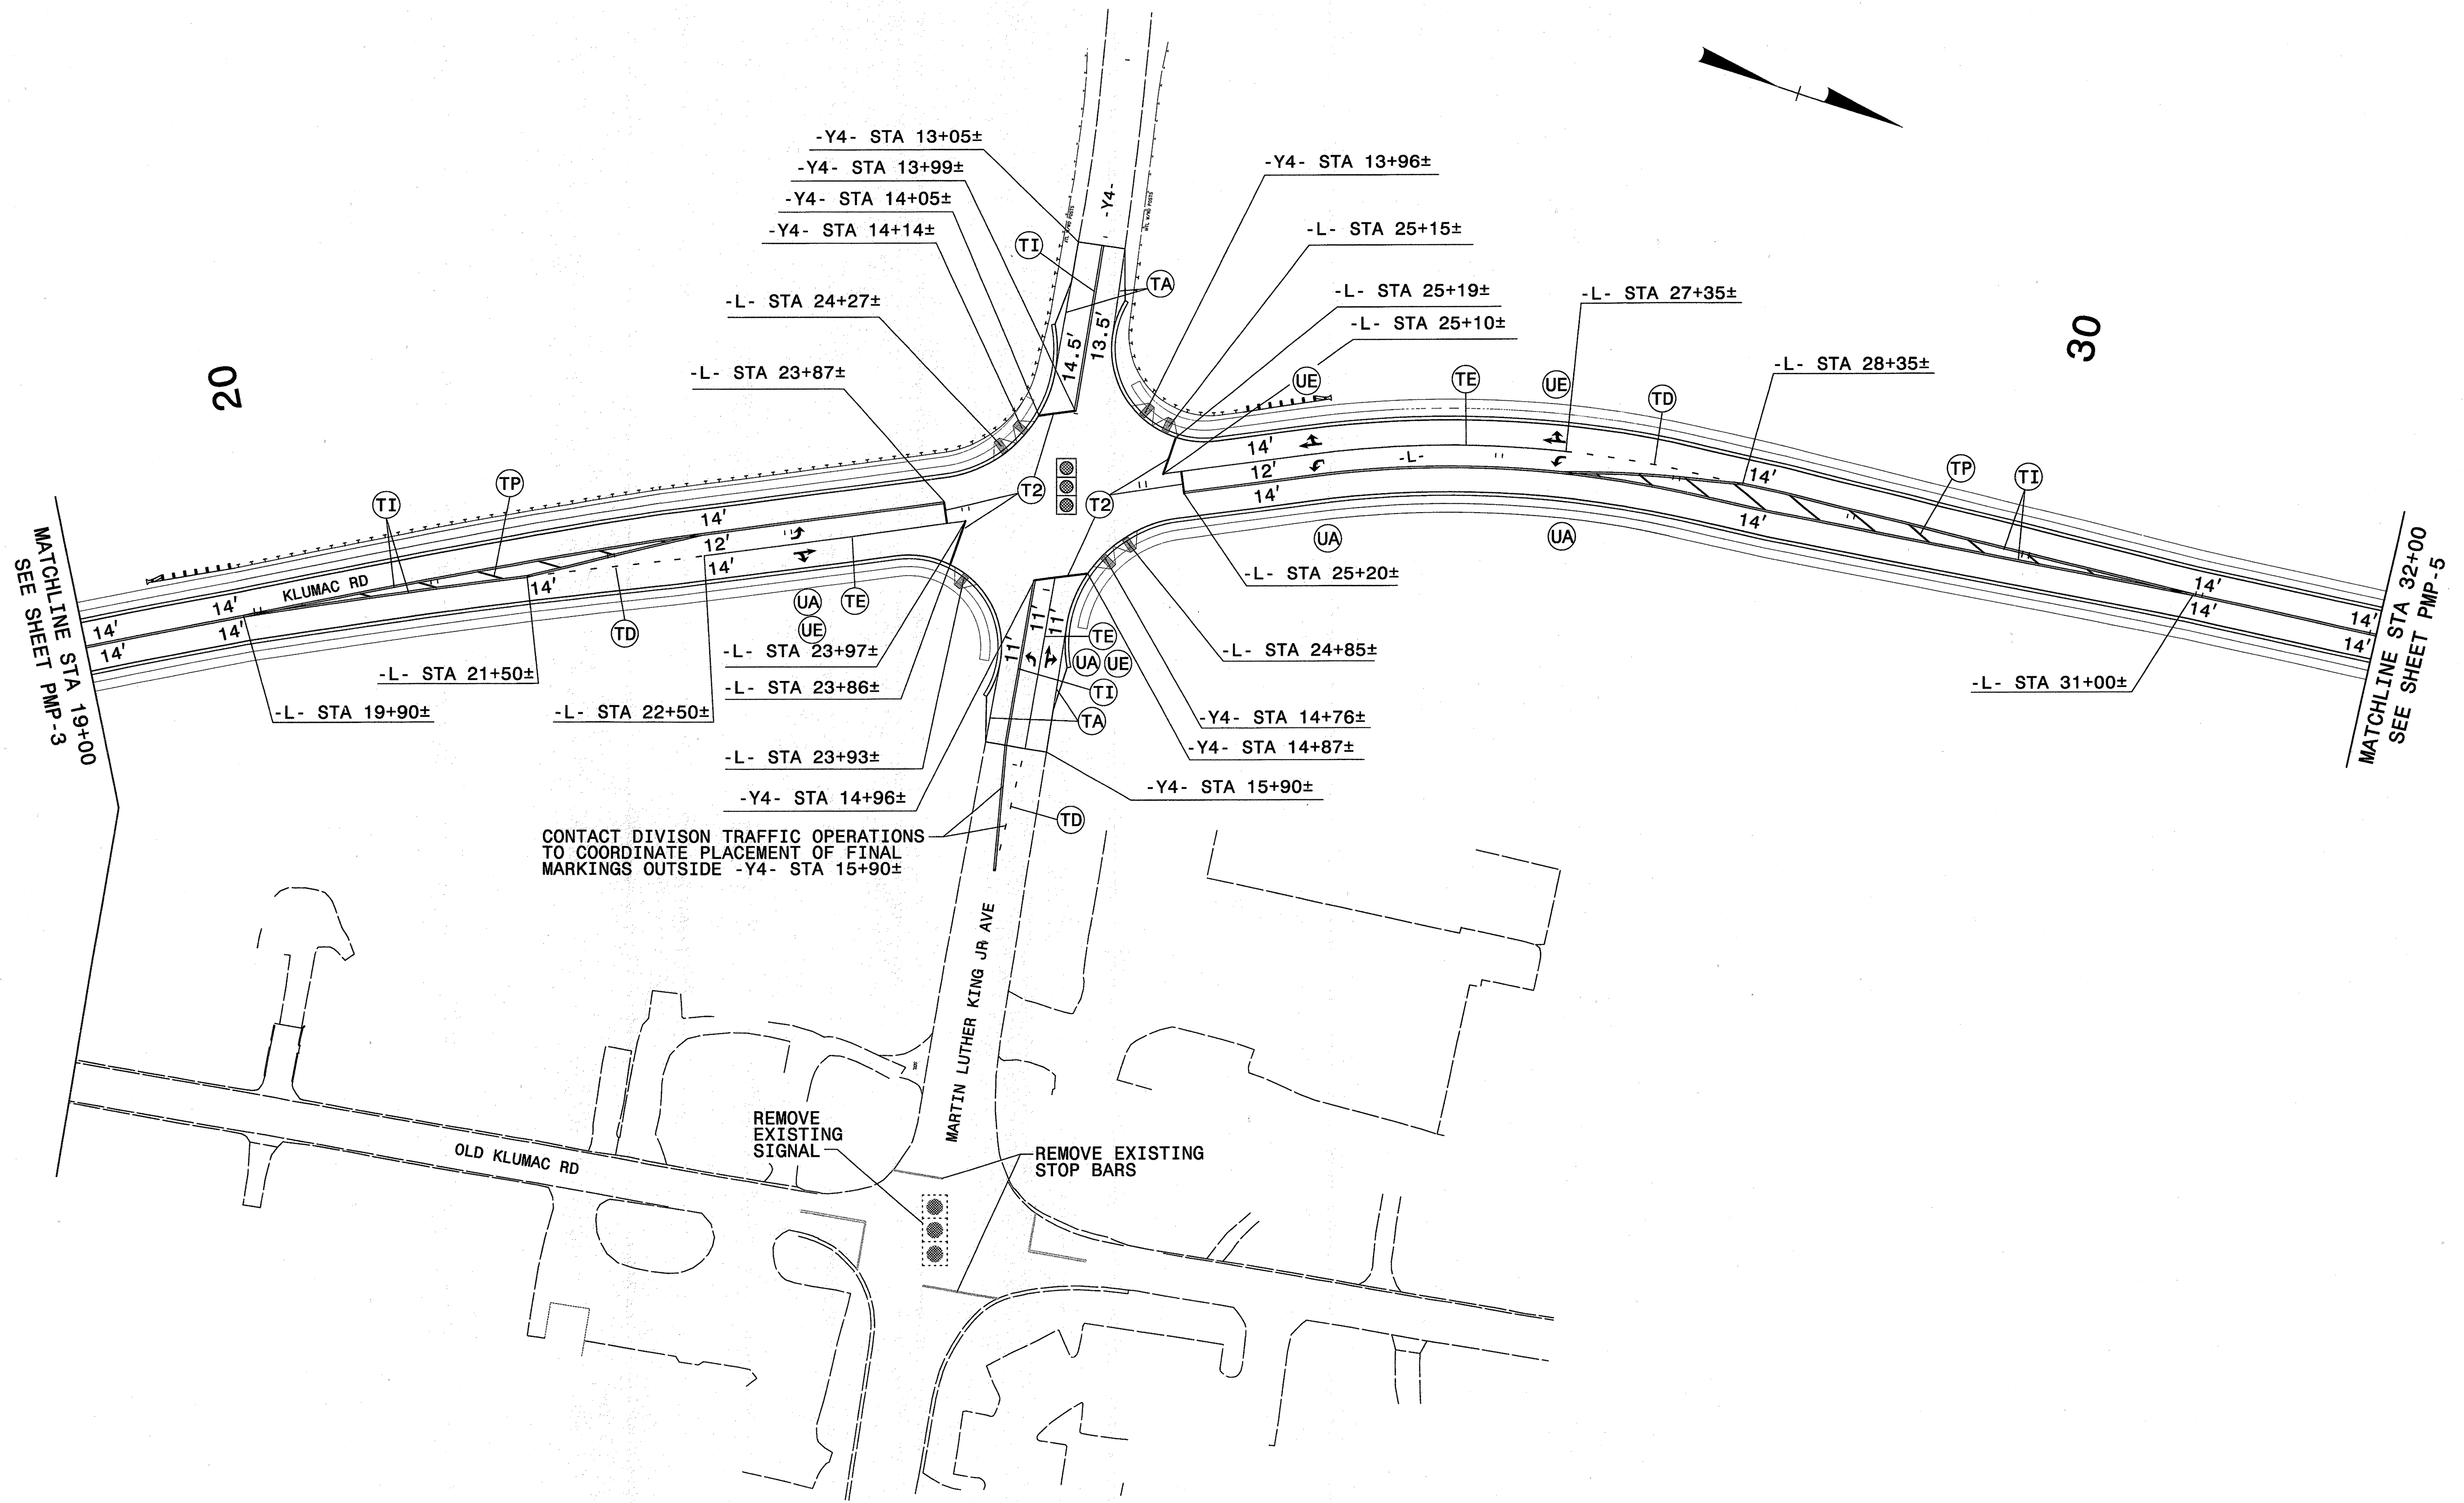 -Y4- STA 13+05±
-Y4- STA 13+99±
-Y4- STA 14+05±
-Y4- STA 14+14±
-L- STA 24+27±
-L- STA 23+87±
-Y4-
-Y4- STA 13+96±
-L- STA 25+15±
-L- STA 25+19±
-L- STA 25+10±
-L- STA 27+35±
-L- STA 28+35±
20
30
TI
TA
14.5'
13.5'
UE
TE
UE
TD
TI
TP
T2
T2
14'
12'
14'
-L-
14'
14'
TP
TI
UA
UA
14'
12'
14'
14'
KLUMAC RD
14'
14'
14'
14'
14'
14'
14'
14'
MATCHLINE STA 19+00
SEE SHEET PMP-3
MATCHLINE STA 32+00
SEE SHEET PMP-5
TD
UA
TE
UE
-L- STA 25+20±
-L- STA 24+85±
-L- STA 31+00±
-L- STA 23+97±
-L- STA 21+50±
-L- STA 23+86±
-L- STA 19+90±
-L- STA 22+50±
-L- STA 23+93±
-Y4- STA 14+96±
11'
11'
11'
TE
UA
UE
TI
TA
-Y4- STA 14+76±
-Y4- STA 14+87±
-Y4- STA 15+90±
TD
CONTACT DIVISON TRAFFIC OPERATIONS
TO COORDINATE PLACEMENT OF FINAL
MARKINGS OUTSIDE -Y4- STA 15+90±
MARTIN LUTHER KING JR AVE
OLD KLUMAC RD
REMOVE
EXISTING
SIGNAL
REMOVE EXISTING
STOP BARS